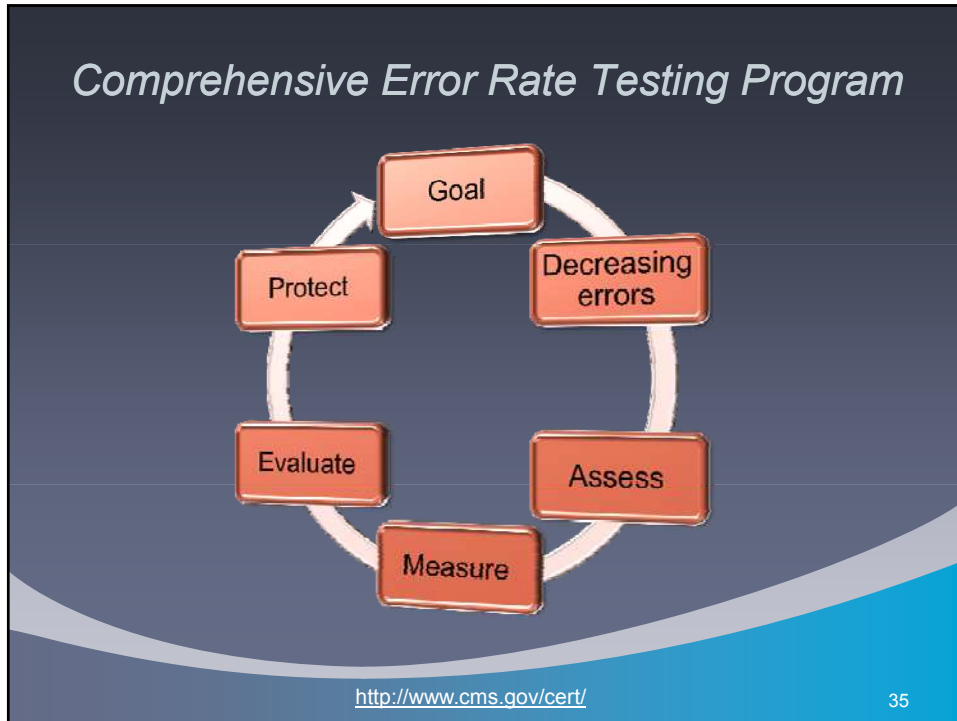 Comprehensive Error Rate Testing Program
Goal
Decreasing
errors
Assess
Measure
Evaluate
Protect
http://www.cms.gov/cert/
35